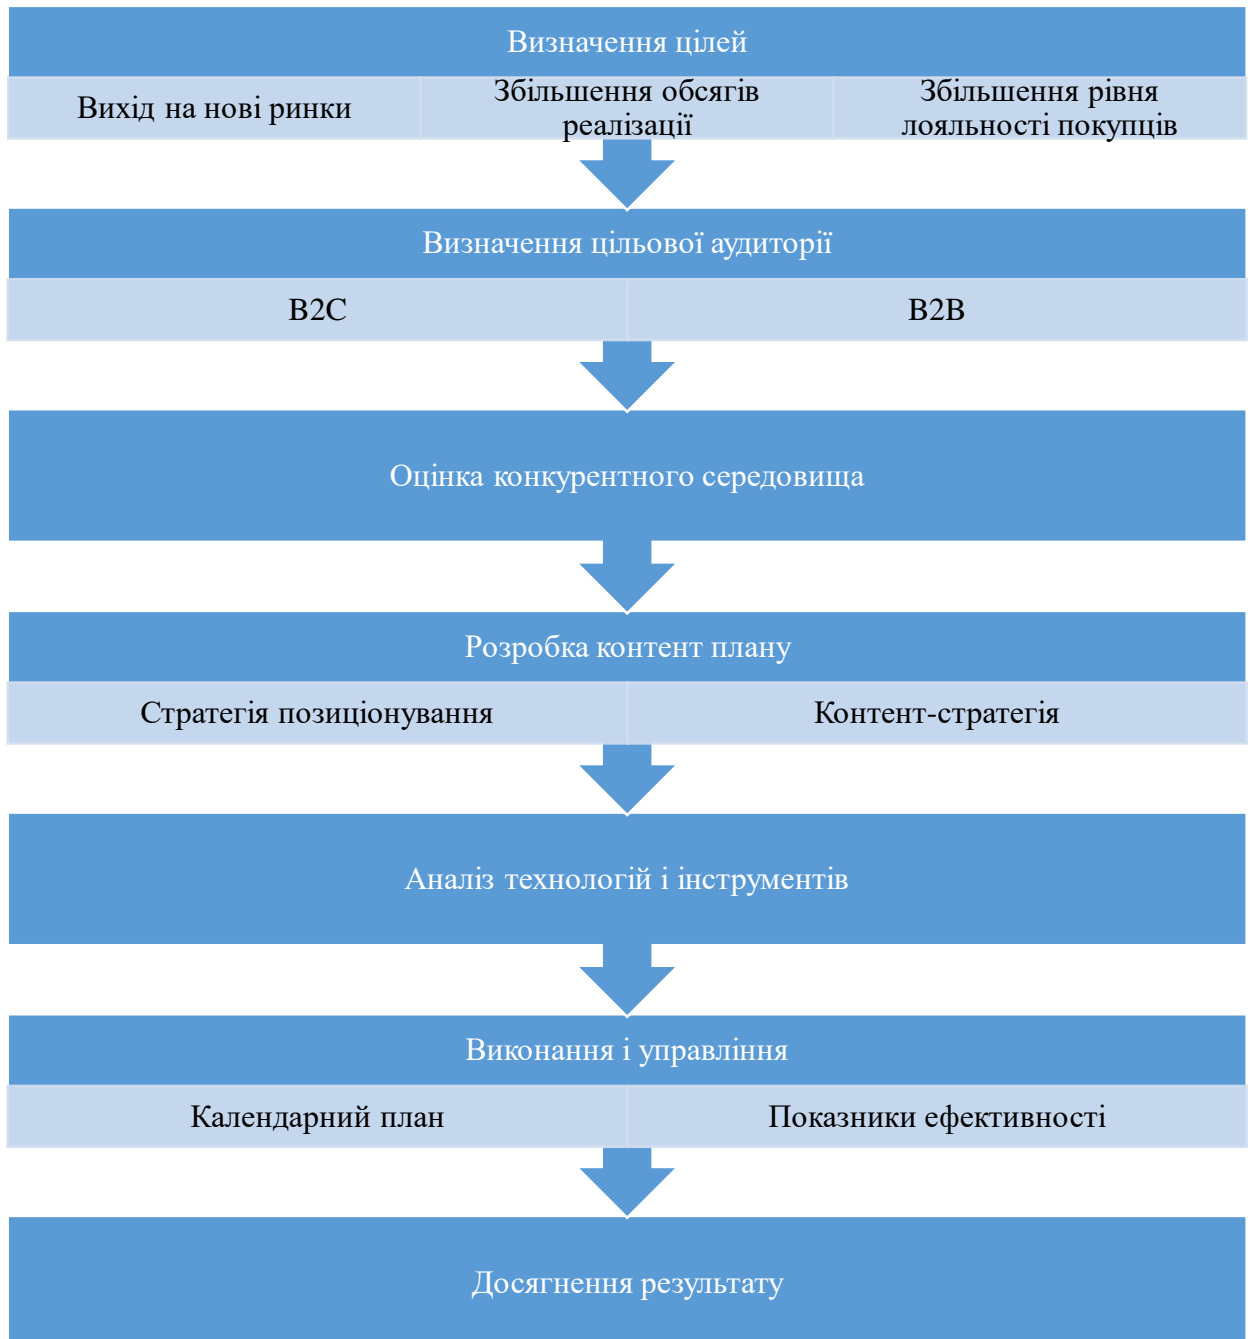 Визначення цілей
Вихід на нові ринки
Збільшення обсягів
реалізації
Збільшення рівня
лояльності покупців
Визначення цільової аудиторії
B2C
B2B
Оцінка конкурентного середовища
Розробка контент плану
Стратегія позиціонування
Контент-стратегія
Аналіз технологій і інструментів
Виконання і управління
Календарний план
Показники ефективності
Досягнення результату